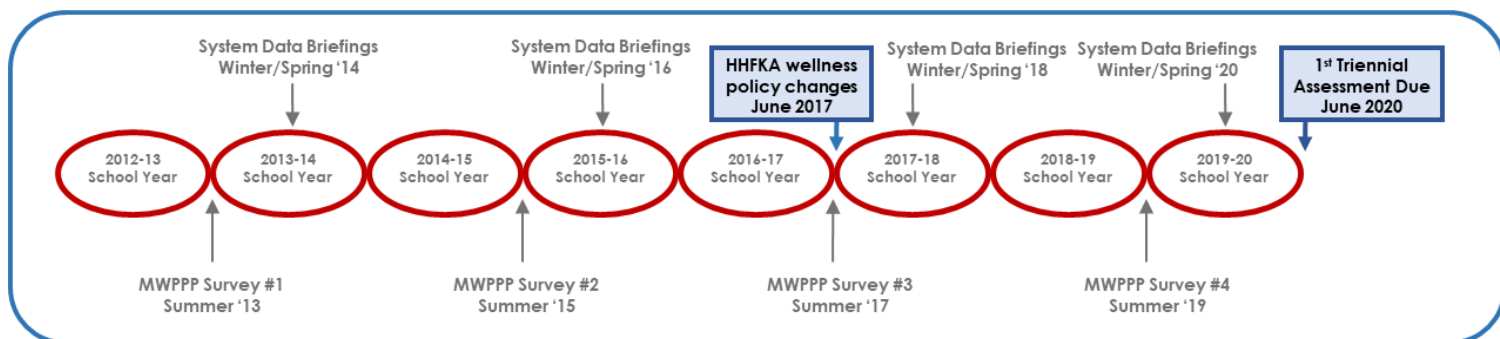 System Data Briefings
Winter/Spring ‘14
System Data Briefings
Winter/Spring ‘16
HHFKA wellness
policy changes
June 2017
System Data Briefings
Winter/Spring ‘18
System Data Briefings
Winter/Spring ‘20
1st Triennial
Assessment Due
June 2020
2012-13
School Year
2013-14
School Year
2014-15
School Year
2015-16
School Year
2016-17
School Year
2017-18
School Year
2018-19
School Year
2019-20
School Year
MWPPP Survey #1
Summer ‘13
MWPPP Survey #2
Summer ‘15
MWPPP Survey #3
Summer ‘17
MWPPP Survey #4
Summer ‘19